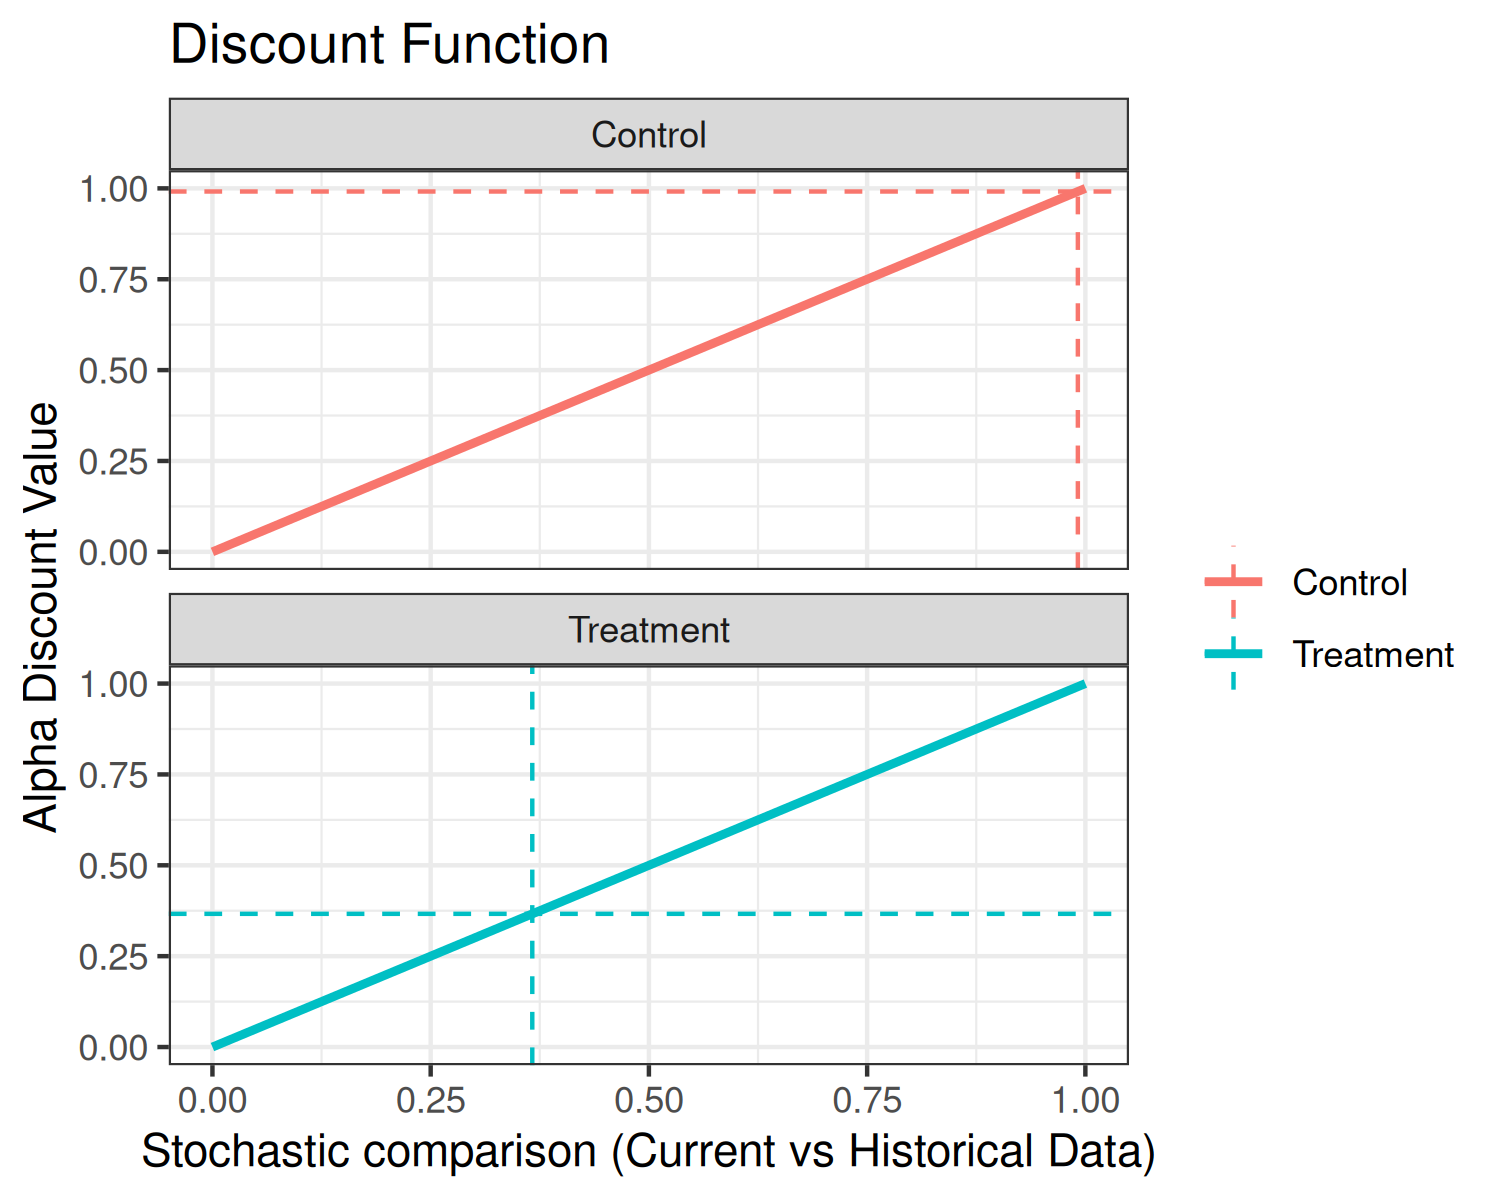 Discount Function
Control
1.00
0.75
0.50
0.25
0.00
Treatment
1.00
0.75
0.50
0.25
0.00
0.00 0.25 0.50 0.75 1.00
Stochastic comparison (Current vs Historical Data)
Alpha Discount Value
Control
Treatment